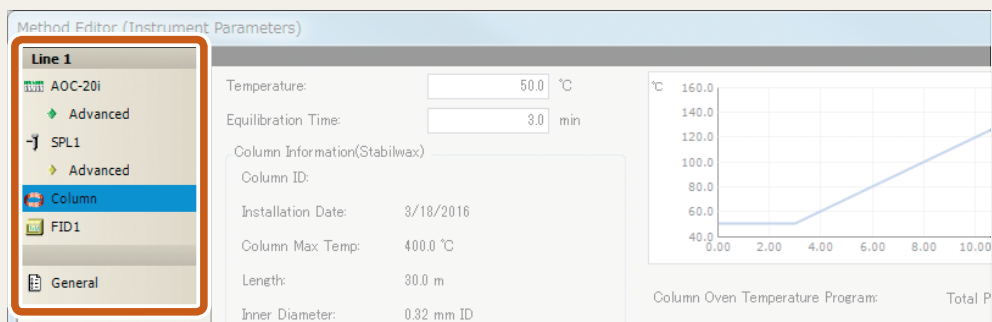 Method Editor (Instrument Parameters)
Line 1
AOC-20i
Advanced
SPL1
Advanced
Column
FID1
General
Temperature: 50.0 ℃
Equilibration Time: 3.0 min
Column Information(Stabilwax)
Column ID:
Installation Date: 3/18/2016
Column Max Temp: 400.0 ℃
Length: 30.0 m
Inner Diameter: 0.32 mm ID
℃
160.0
140.0
120.0
100.0
80.0
60.0
40.0
0.00 2.00 4.00 6.00 8.00 10.00
Column Oven Temperature Program: Total P